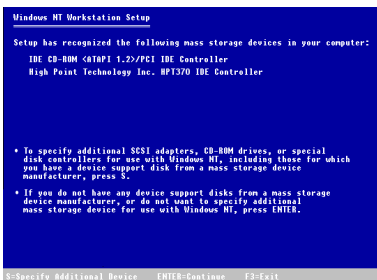 Windows NT Workstation Setup
Setup has recognized the following mass storage devices in your computer:
IDE CD-ROM (ATAPI 1.2)/PCI IDE Controller
High Point Technology Inc. HPT370 IDE Controller
• To specify additional SCSI adapters, CD-ROM drives, or special
disk controllers for use with Windows NT, including those for which
you have a device support disk from a mass storage device
manufacturer, press S.
• If you do not have any device support disks from a mass storage
device manufacturer, or do not want to specify additional
mass storage device for use with Windows NT, press ENTER.
S=Specify Additional Device ENTER=Continue F3=Exit